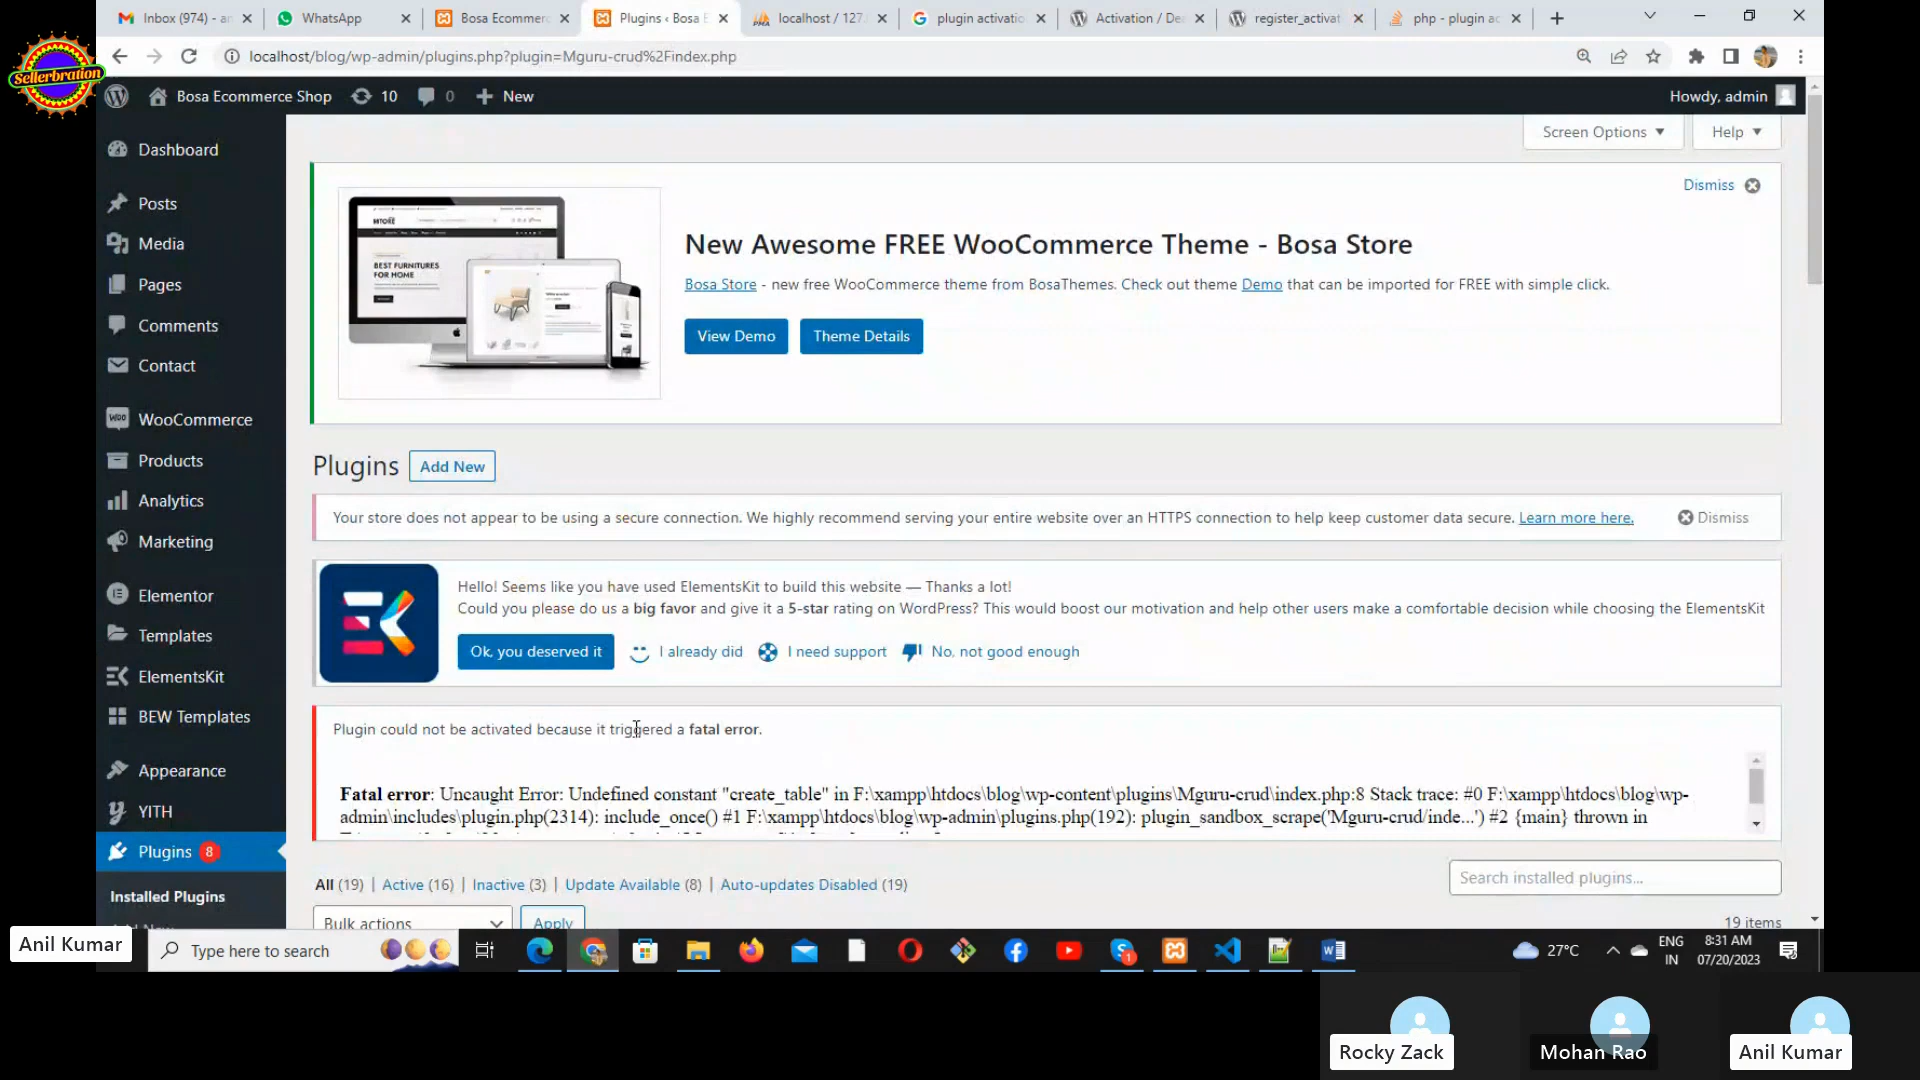 Inbox (974) - an
WhatsApp
Bosa Ecommerc
Plugins ‹ Bosa E
localhost / 127.
plugin activatio
Activation / De
register_activat
php - plugin ac
localhost/blog/wp-admin/plugins.php?plugin=Mguru-crud%2Findex.php
Sellerbration
Bosa Ecommerce Shop
10
0
New
Howdy, admin
Screen Options
Help
Dashboard
Posts
Media
Pages
Comments
Contact
WooCommerce
Products
Analytics
Marketing
Elementor
Templates
ElementsKit
BEW Templates
Appearance
YITH
Plugins 8
Installed Plugins
Dismiss
BEST FURNITURES
FOR HOME
New Awesome FREE WooCommerce Theme - Bosa Store
Bosa Store - new free WooCommerce theme from BosaThemes. Check out theme Demo that can be imported for FREE with simple click.
View Demo
Theme Details
Plugins
Add New
Your store does not appear to be using a secure connection. We highly recommend serving your entire website over an HTTPS connection to help keep customer data secure. Learn more here.
Dismiss
Hello! Seems like you have used ElementsKit to build this website — Thanks a lot!
Could you please do us a big favor and give it a 5-star rating on WordPress? This would boost our motivation and help other users make a comfortable decision while choosing the ElementsKit
Ok, you deserved it
I already did
I need support
No, not good enough
Plugin could not be activated because it triggered a fatal error.
Fatal error: Uncaught Error: Undefined constant "create_table" in F:\xampp\htdocs\blog\wp-content\plugins\Mguru-crud\index.php:8 Stack trace: #0 F:\xampp\htdocs\blog\wp-
admin\includes\plugin.php(2314): include_once() #1 F:\xampp\htdocs\blog\wp-admin\plugins.php(192): plugin_sandbox_scrape('Mguru-crud/inde...') #2 {main} thrown in
All (19) | Active (16) | Inactive (3) | Update Available (8) | Auto-updates Disabled (19)
Search installed plugins...
Bulk actions
Apply
19 items
Anil Kumar
Type here to search
27°C
ENG
IN
8:31 AM
07/20/2023
Rocky Zack
Mohan Rao
Anil Kumar